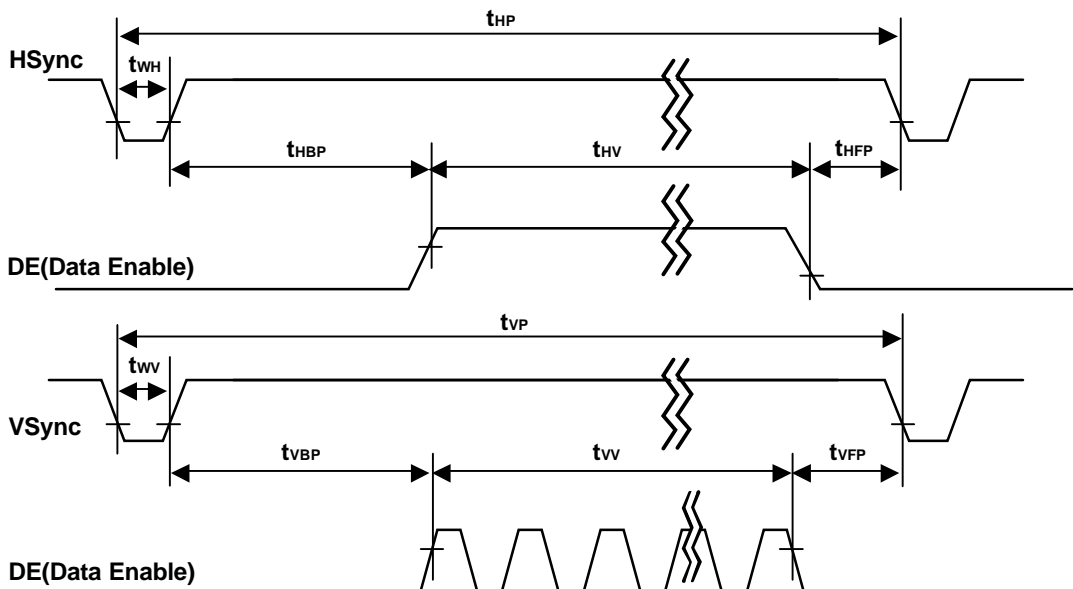 tHP
HSync
tWH
tHBP tHV tHFP
DE(Data Enable)
tVP
tWV
VSync
tVBP tVV tVFP
DE(Data Enable)